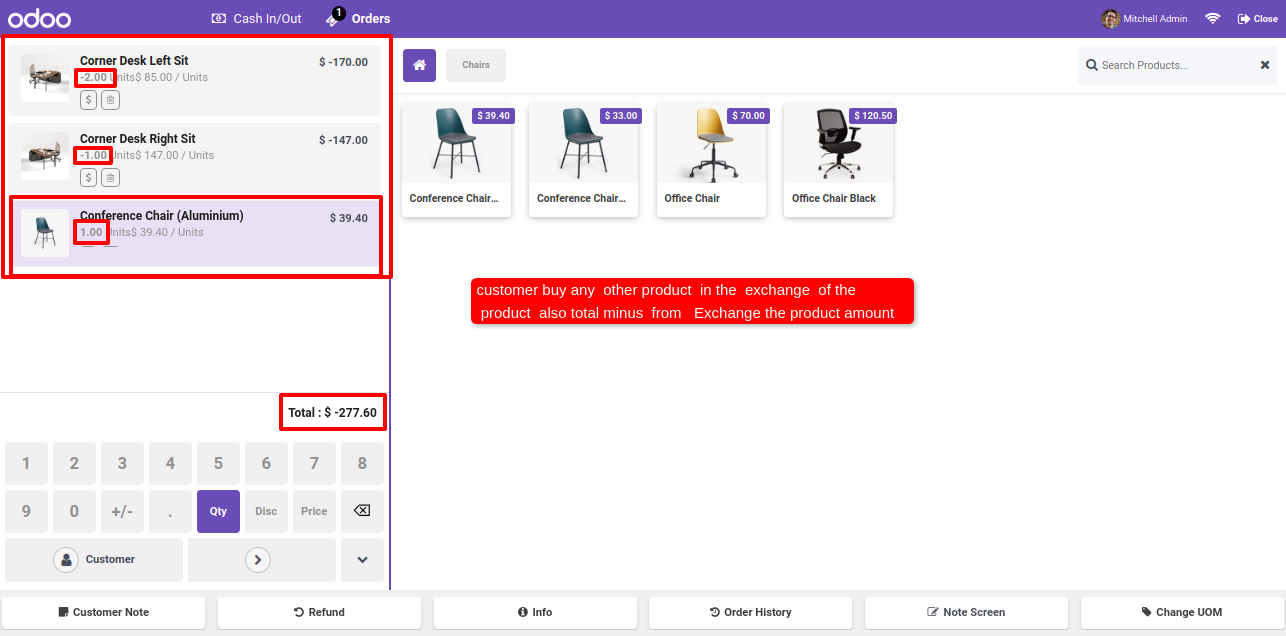 odoo
Cash In/Out
1
Orders
Mitchell Admin
Close
Corner Desk Left Sit
$ -170.00
-2.00 Units$ 85.00 / Units
$
Corner Desk Right Sit
$ -147.00
-1.00 Units$ 147.00 / Units
$
Conference Chair (Aluminium)
$ 39.40
1.00 Units$ 39.40 / Units
Chairs
Search Products...
$ 39.40
$ 33.00
$ 70.00
$ 120.50
Conference Chair...
Conference Chair...
Office Chair
Office Chair Black
customer buy any other product in the exchange of the
product also total minus from Exchange the product amount
Total : $ -277.60
1 2 3 4 5 6 7 8
9 0 +/- . Qty Disc Price
Customer
Customer Note
Refund
Info
Order History
Note Screen
Change UOM